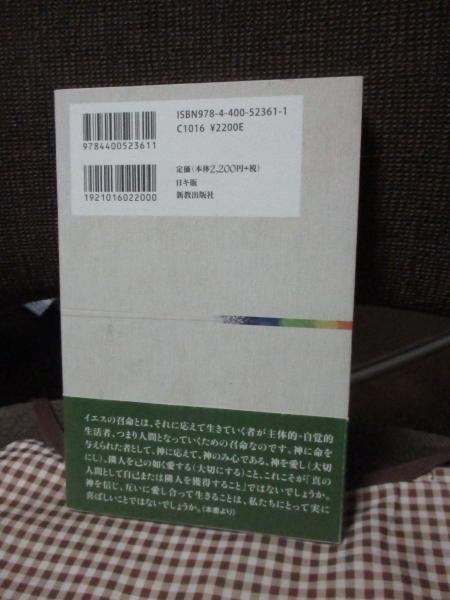 ISBN978-4-400-52361-1
C1016 ¥2200E
9784400523611
定価(本体2,200円+税)
日キ販
新教出版社
1921016022000
イエスの召命とは、それに応えて生きていく者が主体的・自覚的
生活者、つまり人間となっていくための召命なのです。神に命を
与えられた者として、神に応えて、神のみ心である、神を愛し(大切
にし)、隣人を己の如く愛する(大切にする)こと、これこそが「真の
人間として自己または隣人を獲得すること」ではないでしょうか。
神を信じ、互いに愛し合って生きることは、私たちにとって実に
喜ばしいことではないでしょうか。(本書より)